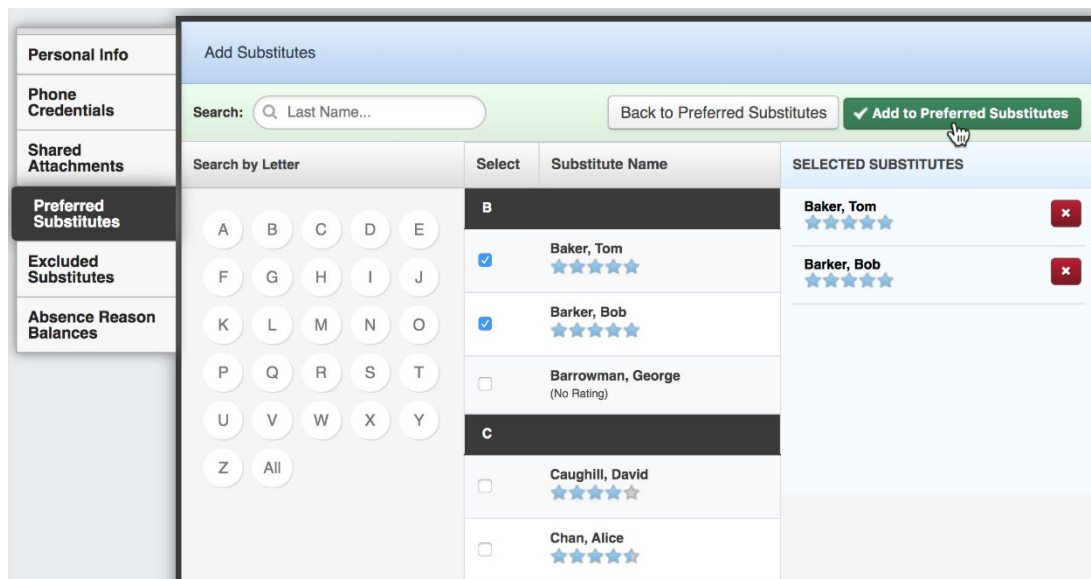 Personal Info
Phone
Credentials
Shared
Attachments
Preferred
Substitutes
Excluded
Substitutes
Absence Reason
Balances
Add Substitutes
Search:
Last Name...
Back to Preferred Substitutes
Add to Preferred Substitutes
Search by Letter
A B C D E
F G H I J
K L M N O
P Q R S T
U V W X Y
Z All
Select Substitute Name
B
Baker, Tom
Barker, Bob
Barrowman, George
(No Rating)
C
Caughill, David
Chan, Alice
SELECTED SUBSTITUTES
Baker, Tom
Barker, Bob